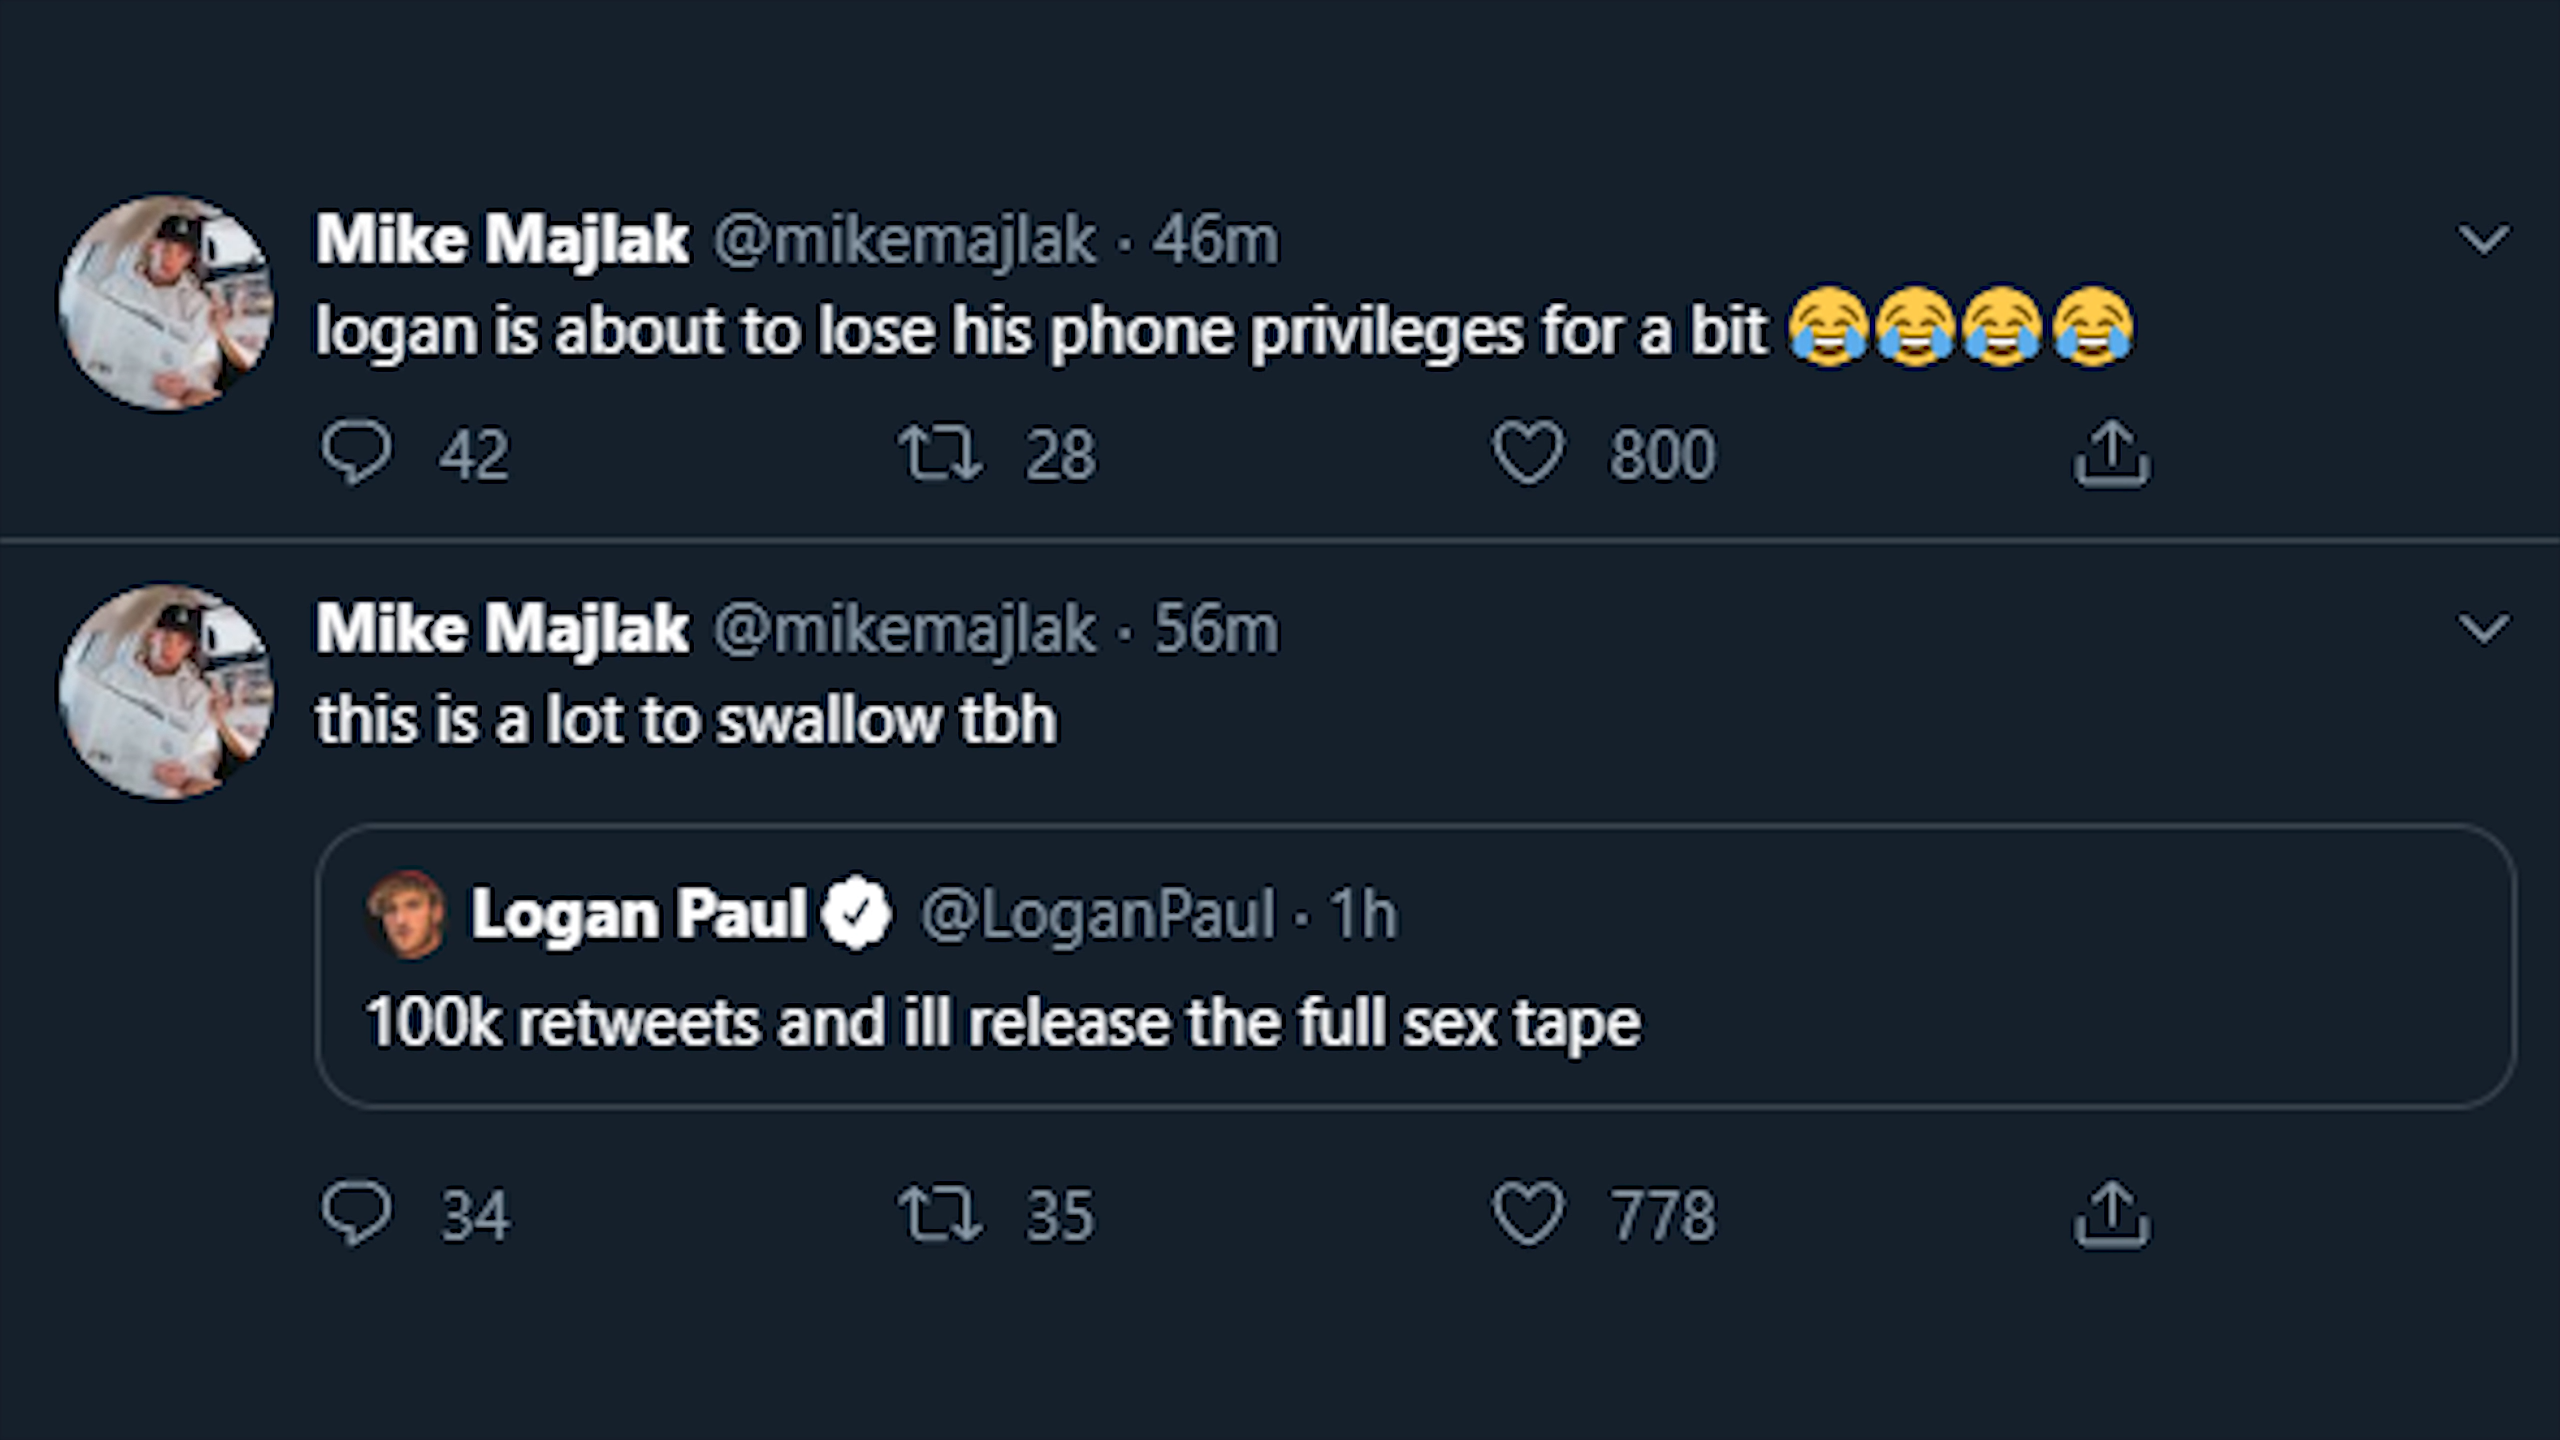 Mike Majlak @mikemajlak · 46m
logan is about to lose his phone privileges for a bit 😂😂😂😂
42 28 800
Mike Majlak @mikemajlak · 56m
this is a lot to swallow tbh
Logan Paul @LoganPaul · 1h
100k retweets and ill release the full sex tape
34 35 778